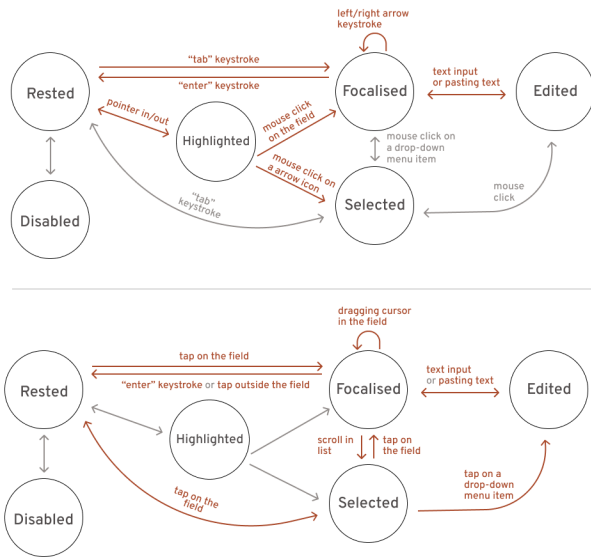 left/right arrow
keystroke
“tab” keystroke
“enter” keystroke
text input
or pasting text
Rested
Focalised
Edited
pointer in/out
Highlighted
mouse click
on the field
mouse click on
a drop-down
menu item
mouse click on
a arrow icon
“tab”
keystroke
mouse
click
Disabled
Selected
dragging cursor
in the field
tap on the field
“enter” keystroke or tap outside the field
text input
or pasting text
Rested
Focalised
Edited
Highlighted
scroll in
list
tap on
the field
tap on the
field
tap on a
drop-down
menu item
Disabled
Selected